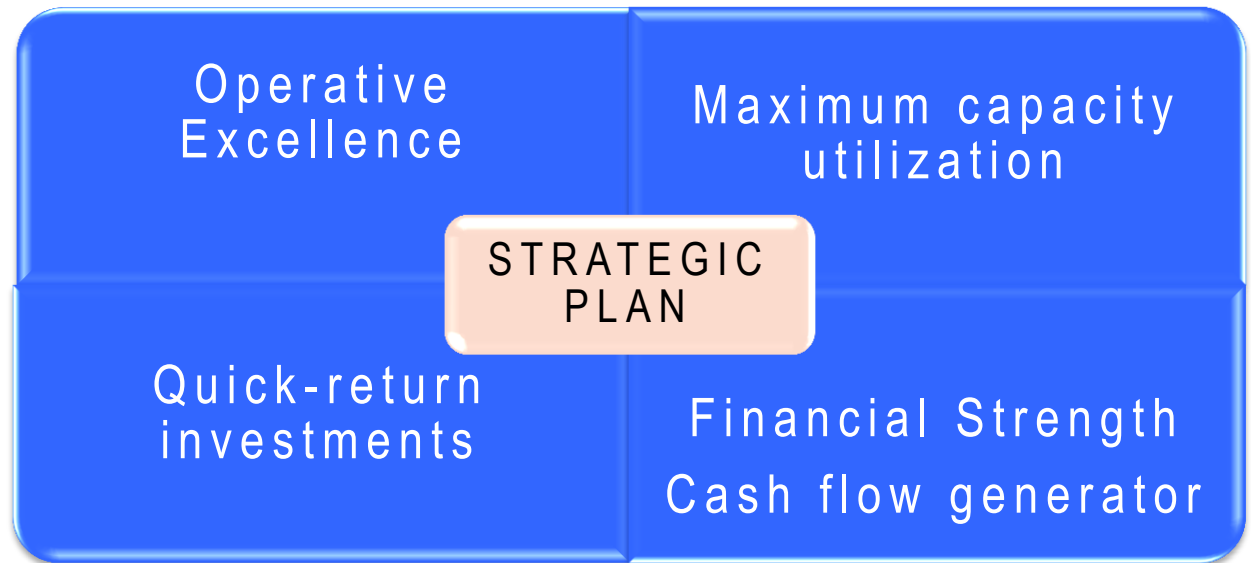 Operative
Excellence
Maximum capacity
utilization
STRATEGIC
PLAN
Quick-return
investments
Financial Strength
Cash flow generator